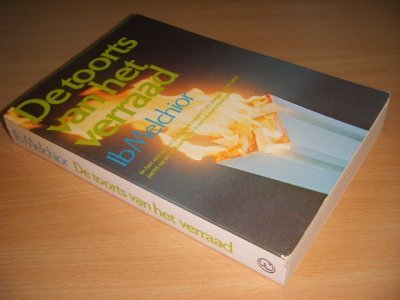 De toorts
van het
verraad
Ib Melchior
Ib Melchior De toorts van het verraad